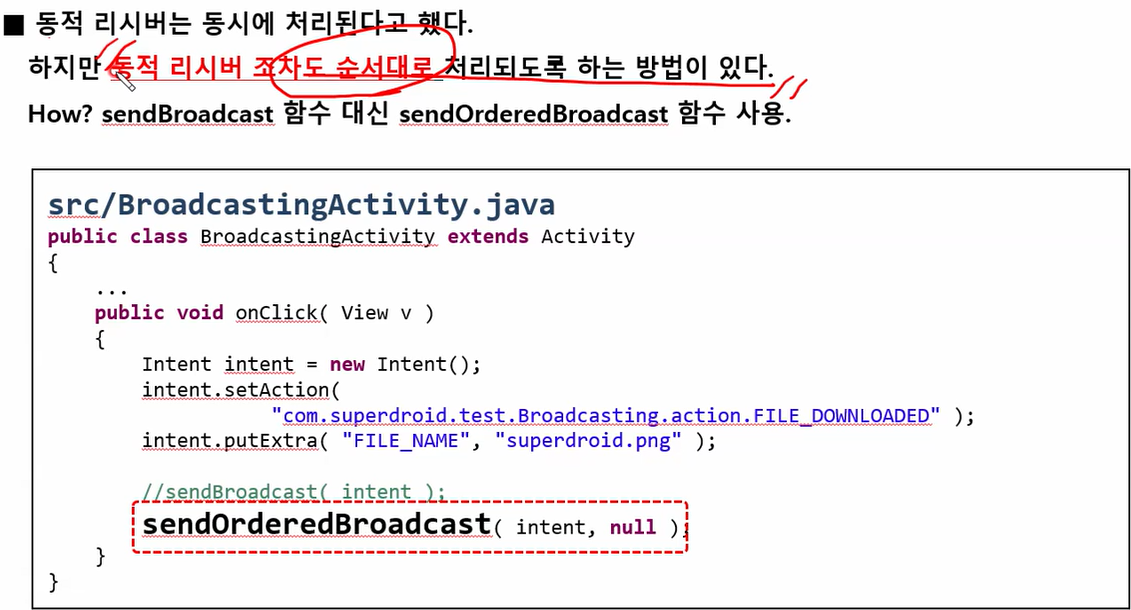 ■ 동적 리시버는 동시에 처리된다고 했다.
하지만 동적 리시버 조차도 순서대로 처리되도록 하는 방법이 있다.
How? sendBroadcast 함수 대신 sendOrderedBroadcast 함수 사용.
src/BroadcastingActivity.java
public class BroadcastingActivity extends Activity
{
...
public void onClick( View v )
{
Intent intent = new Intent();
intent.setAction(
"com.superdroid.test.Broadcasting.action.FILE_DOWNLOADED" );
intent.putExtra( "FILE_NAME", "superdroid.png" );
//sendBroadcast( intent );
sendOrderedBroadcast( intent, null );
}
}